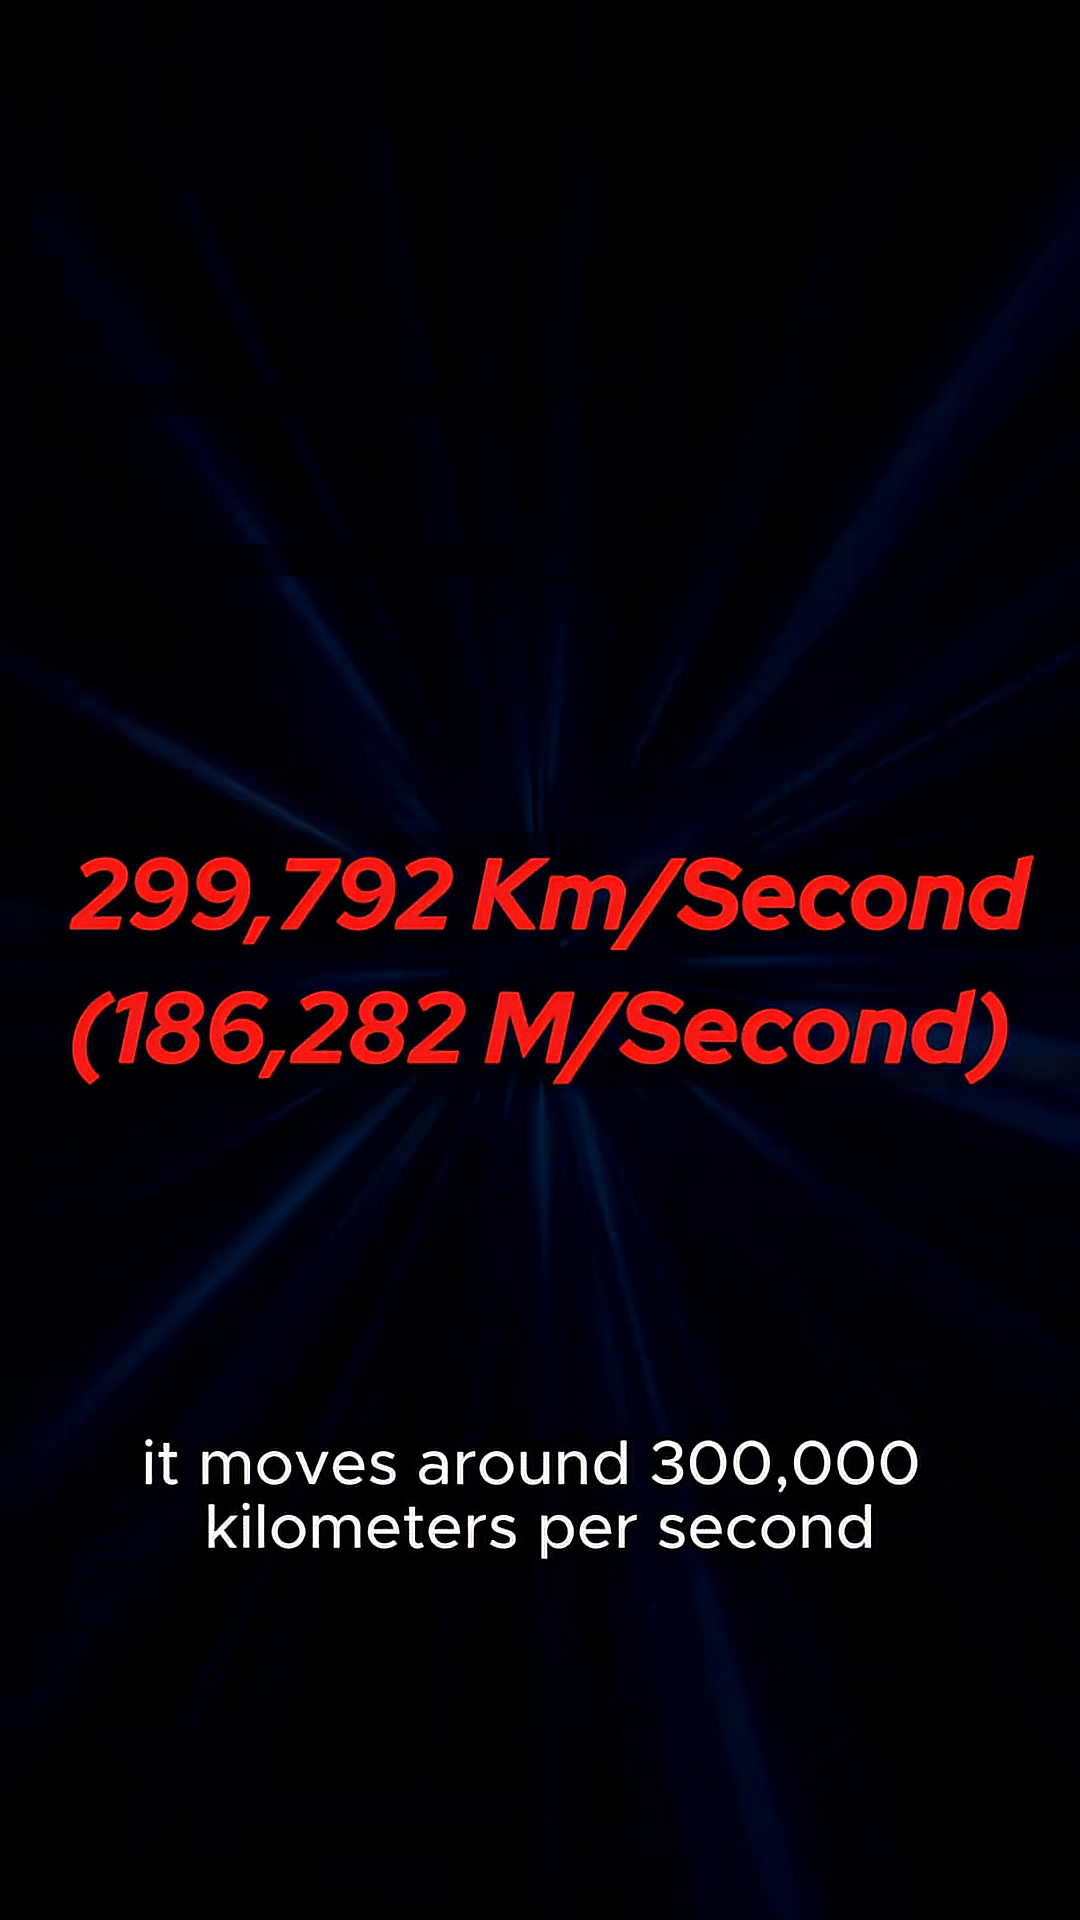 299,792 Km/Second
(186,282 M/Second)
it moves around 300,000
kilometers per second